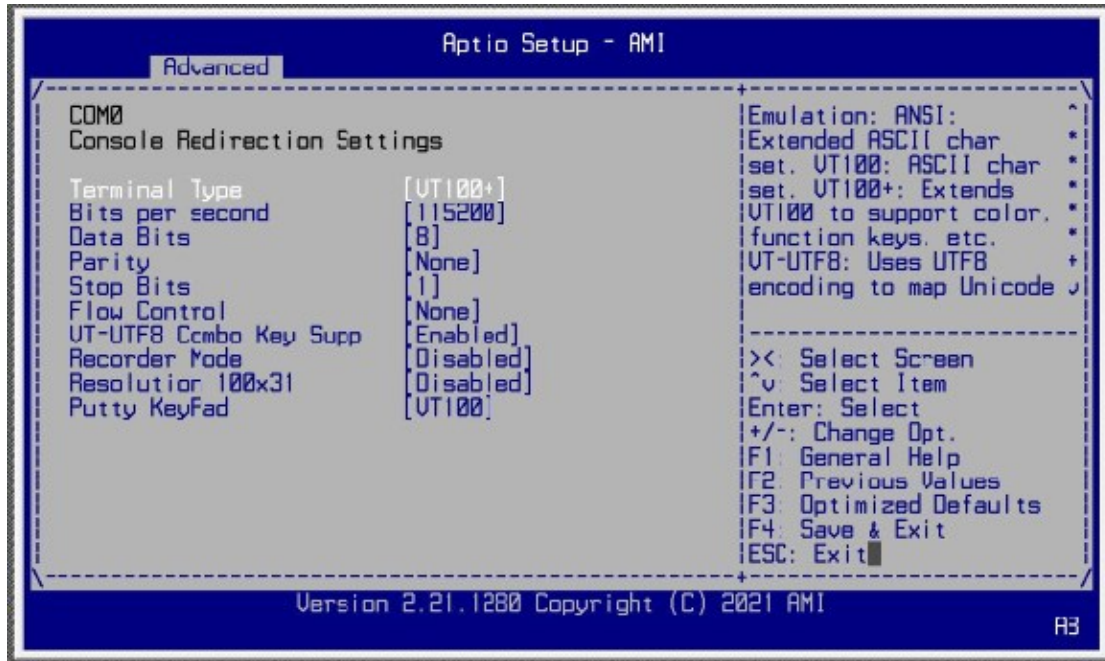 Aptio Setup - AMI
Advanced
COM0
Console Redirection Settings
Terminal Type [VT100+]
Bits per second [115200]
Data Bits [8]
Parity [None]
Stop Bits [1]
Flow Control [None]
VT-UTF8 Combo Key Supp [Enabled]
Recorder Mode [Disabled]
Resolution 100x31 [Disabled]
Putty KeyPad [VT100]
Emulation: ANSI:
Extended ASCII char
set. VT100: ASCII char
set. VT100+: Extends
VT100 to support color,
function keys, etc.
VT-UTF8: Uses UTF8
encoding to map Unicode
><: Select Screen
^v: Select Item
Enter: Select
+/-: Change Opt.
F1: General Help
F2: Previous Values
F3: Optimized Defaults
F4: Save & Exit
ESC: Exit
Version 2.21.1280 Copyright (C) 2021 AMI
AB